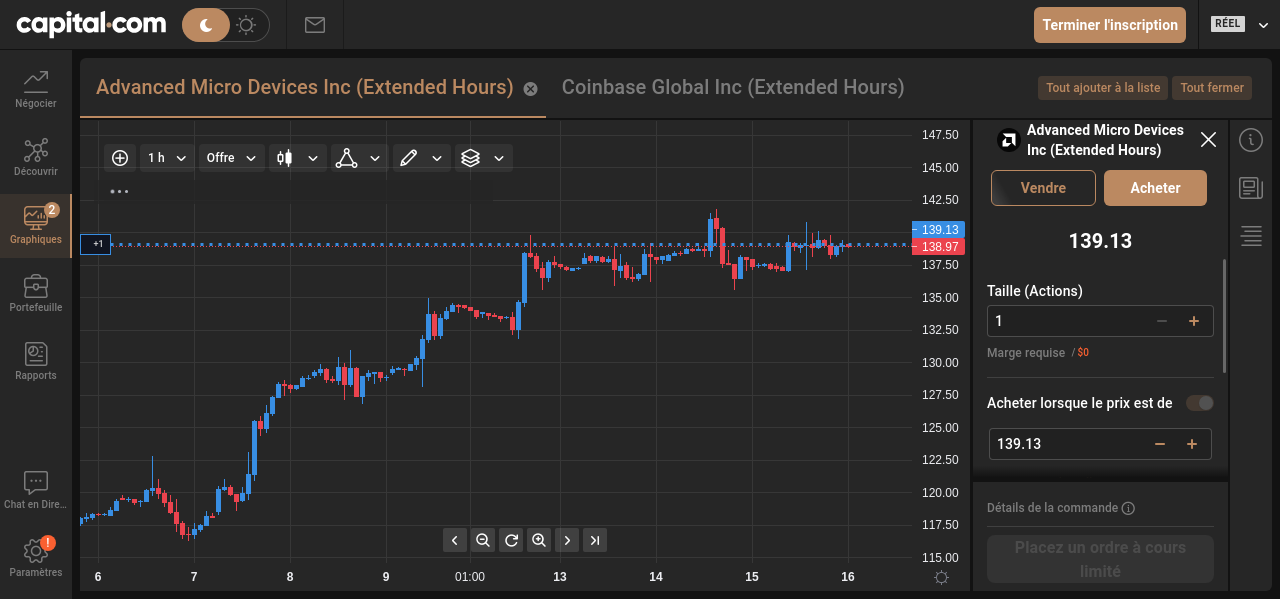 capital.com
Terminer l'inscription
RÉEL
Négocier
Découvrir
2
Graphiques
Portefeuille
Rapports
Chat en Dire...
!
Paramètres
Advanced Micro Devices Inc (Extended Hours)
Coinbase Global Inc (Extended Hours)
Tout ajouter à la liste
Tout fermer
1 h
Offre
...
+1
147.50
145.00
142.50
139.13
138.97
137.50
135.00
132.50
130.00
127.50
125.00
122.50
120.00
117.50
115.00
6
7
8
9
01:00
13
14
15
16
Advanced Micro Devices
Inc (Extended Hours)
Vendre
Acheter
139.13
Taille (Actions)
1
Marge requise / $0
Acheter lorsque le prix est de
139.13
Détails de la commande
Placez un ordre à cours
limité